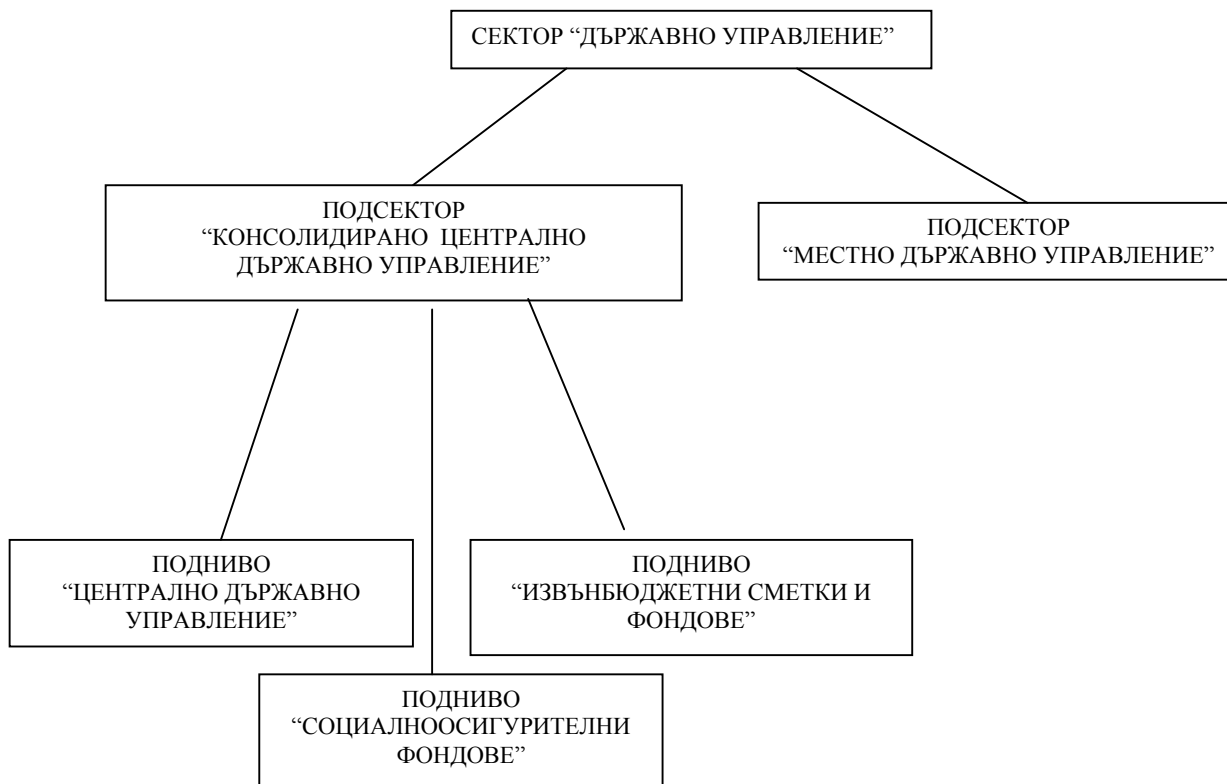 СЕКТОР “ДЪРЖАВНО УПРАВЛЕНИЕ”
ПОДСЕКТОР
“КОНСОЛИДИРАНО ЦЕНТРАЛНО
ДЪРЖАВНО УПРАВЛЕНИЕ”
ПОДСЕКТОР
“МЕСТНО ДЪРЖАВНО УПРАВЛЕНИЕ”
ПОДНИВО
“ЦЕНТРАЛНО ДЪРЖАВНО
УПРАВЛЕНИЕ”
ПОДНИВО
“ИЗВЪНБЮДЖЕТНИ СМЕТКИ И
ФОНДОВЕ”
ПОДНИВО
“СОЦИАЛНООСИГУРИТЕЛНИ
ФОНДОВЕ”